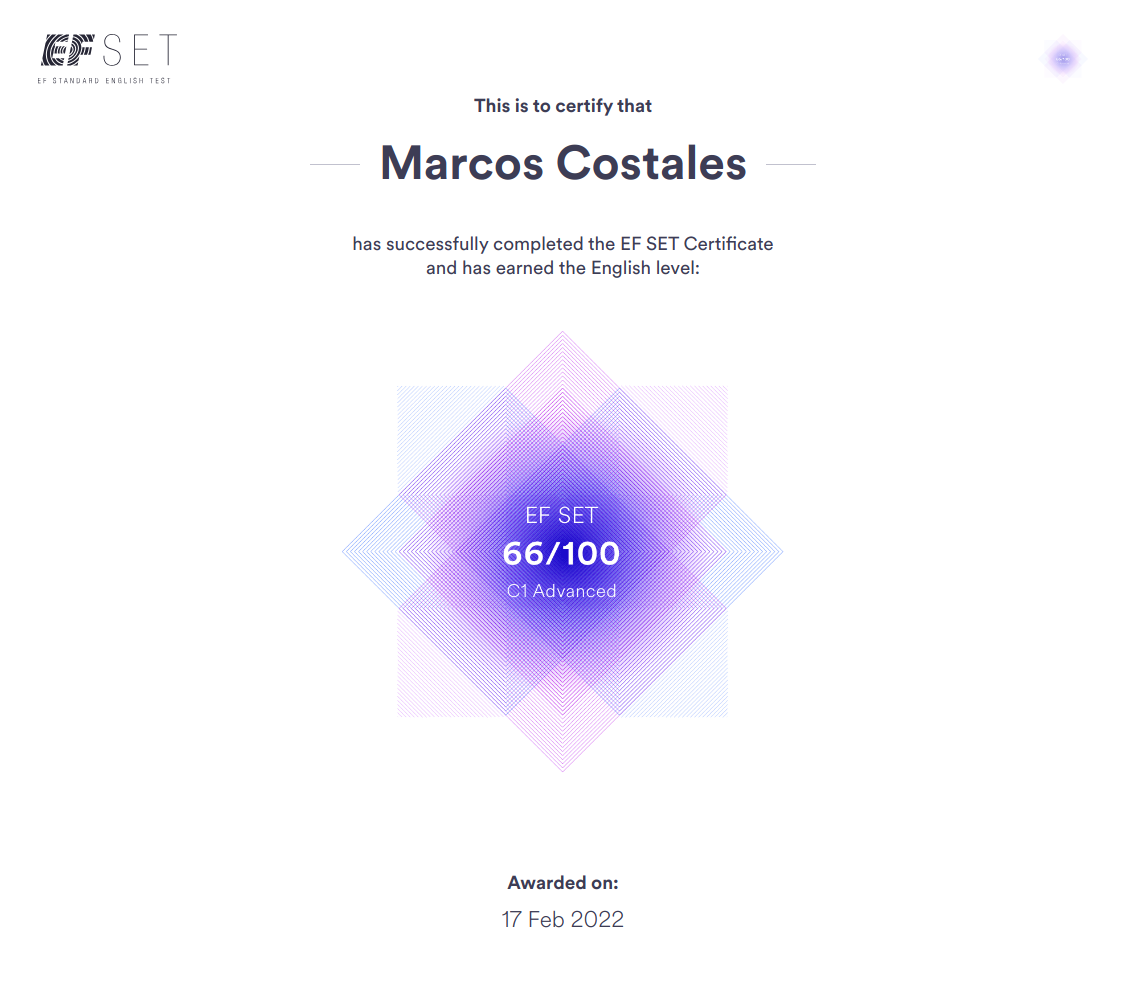 EF SET
EF STANDARD ENGLISH TEST
This is to certify that
Marcos Costales
has successfully completed the EF SET Certificate
and has earned the English level:
EF SET
66/100
C1 Advanced
Awarded on:
17 Feb 2022